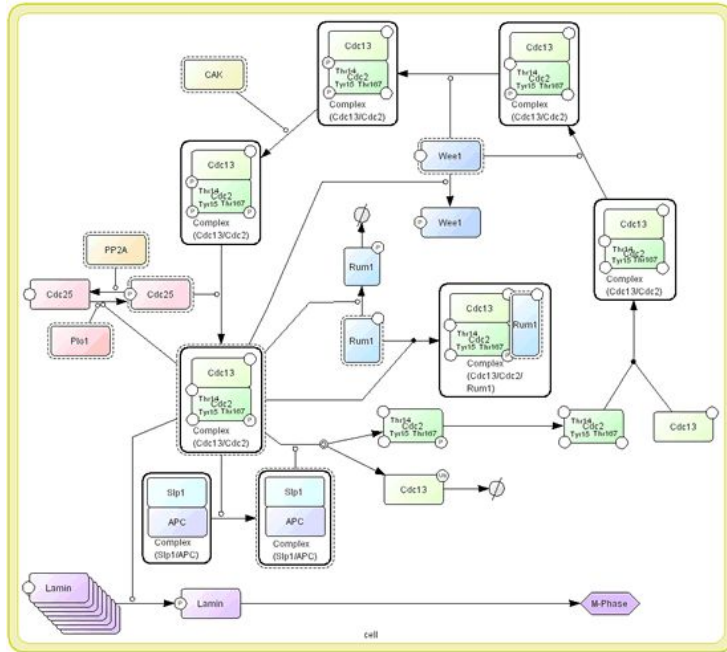 Cdc13
Thr14
Cdc2
Tyr15 Thr167
P
P
Complex
(Cdc13/Cdc2)
Cdc13
Thr14
Cdc2
Tyr15 Thr167
P
Complex
(Cdc13/Cdc2)
CAK
Cdc13
Thr14
Cdc2
Tyr15 Thr167
P
P
P
Complex
(Cdc13/Cdc2)
Wee1
P
Wee1
Cdc13
Thr14
Cdc2
Tyr15 Thr167
Complex
(Cdc13/Cdc2)
PP2A
Cdc25
P
Cdc25
Plo1
P
Rum1
Rum1
Cdc13
Thr14
Cdc2
Tyr15 Thr167
P
Rum1
Complex
(Cdc13/Cdc2/
Rum1)
Cdc13
Thr14
Cdc2
Tyr15 Thr167
P
Complex
(Cdc13/Cdc2)
Thr14
Cdc2
Tyr15 Thr167
P
Thr14
Cdc2
Tyr15 Thr167
Cdc13
Cdc13
Slp1
APC
Complex
(Slp1/APC)
Slp1
APC
Complex
(Slp1/APC)
Lamin
P
Lamin
M-Phase
cell